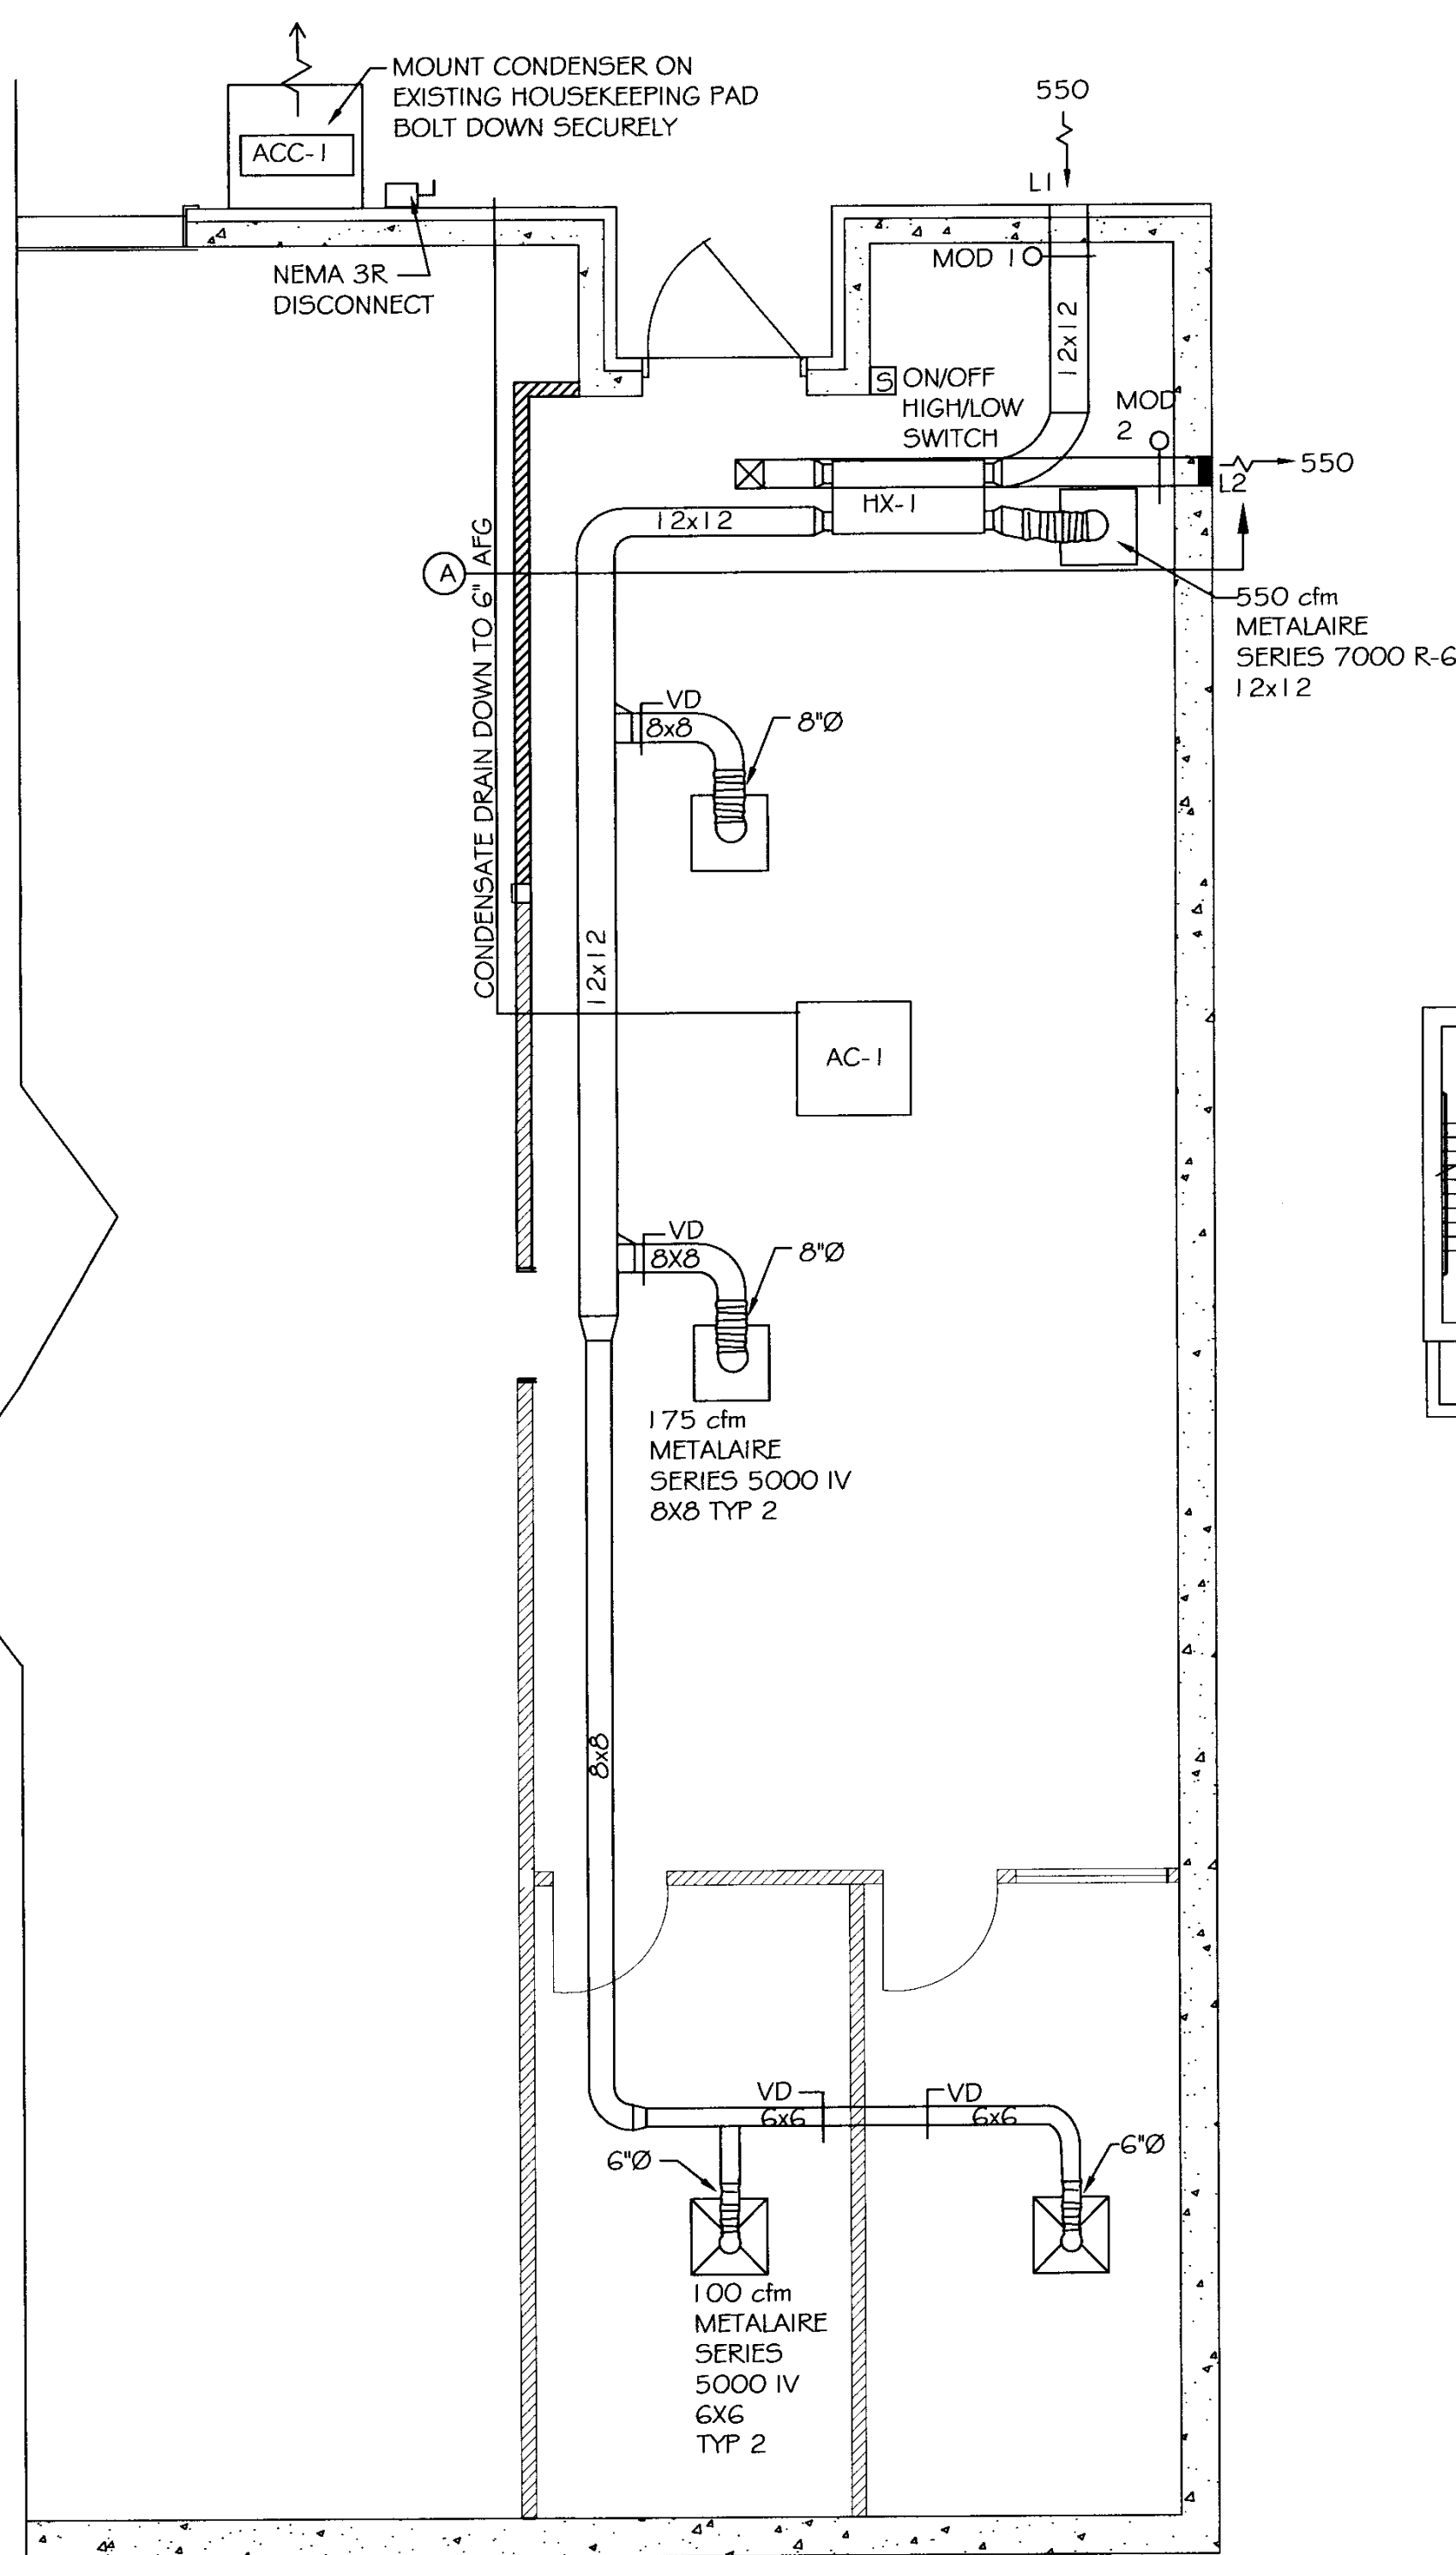 MOUNT CONDENSER ON
EXISTING HOUSEKEEPING PAD
BOLT DOWN SECURELY
ACC-1
550
L1
NEMA 3R
DISCONNECT
MOD 1
12x12
S
ON/OFF
HIGH/LOW
SWITCH
MOD
2
550
L2
HX-1
12x12
A
CONDENSATE DRAIN DOWN TO 6" AFG
550 cfm
METALAIRE
SERIES 7000 R-6
12x12
VD
8x8
8"Ø
12x12
AC-1
VD
8X8
8"Ø
175 cfm
METALAIRE
SERIES 5000 IV
8X8 TYP 2
8x8
VD
6x6
VD
6x6
6"Ø
6"Ø
100 cfm
METALAIRE
SERIES
5000 IV
6X6
TYP 2